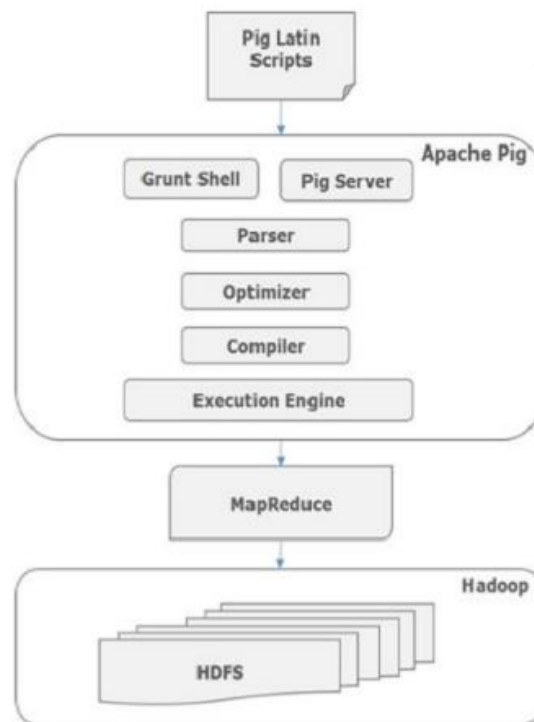 Pig Latin
Scripts
Apache Pig
Grunt Shell
Pig Server
Parser
Optimizer
Compiler
Execution Engine
MapReduce
Hadoop
HDFS